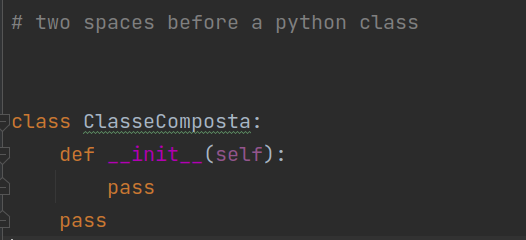 # two spaces before a python class
class ClasseComposta:
    def __init__(self):
        pass
    pass